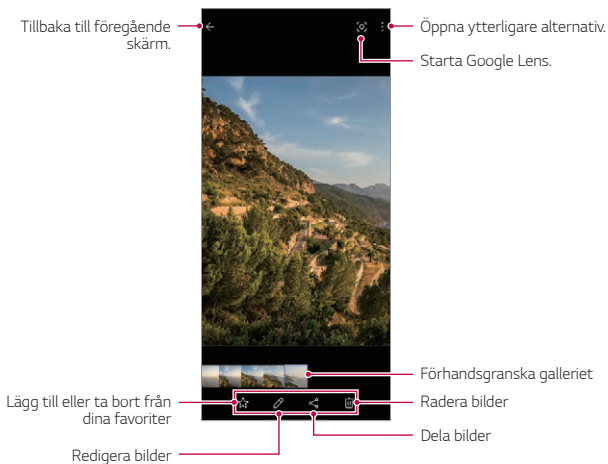 Tillbaka till föregående
skärm.
Öppna ytterligare alternativ.
Starta Google Lens.
Förhandsgranska galleriet
Lägg till eller ta bort från
dina favoriter
Radera bilder
Dela bilder
Redigera bilder